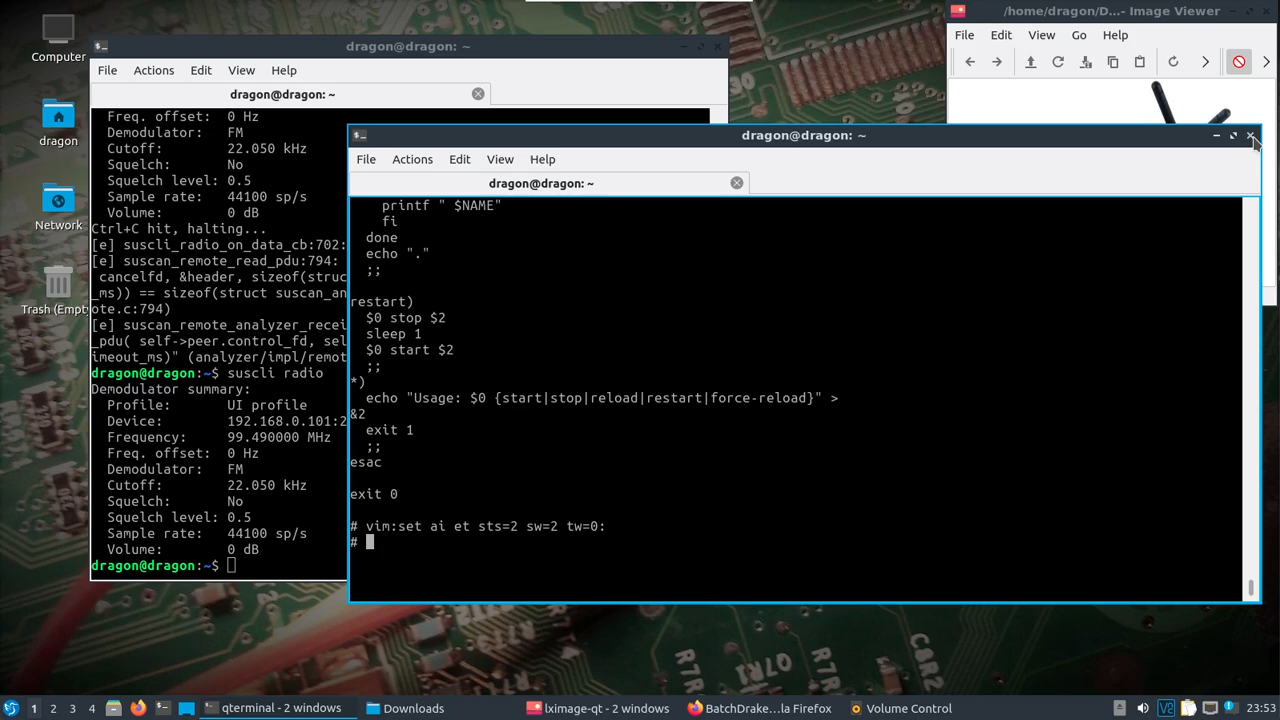 Computer
dragon
Network
Trash (Empty
dragon@dragon: ~
File Actions Edit View Help
dragon@dragon: ~
Freq. offset: 0 Hz
Demodulator: FM
Cutoff: 22.050 kHz
Squelch: No
Squelch level: 0.5
Sample rate: 44100 sp/s
Volume: 0 dB
Ctrl+C hit, halting...
[e] suscli_radio_on_data_cb:702:
[e] suscan_remote_read_pdu:794:
cancelfd, &header, sizeof(struc
_ms)) == sizeof(struct suscan_an
ote.c:794)
[e] suscan_remote_analyzer_recei
_pdu( self->peer.control_fd, sel
imeout_ms)" (analyzer/impl/remot
dragon@dragon:~$ suscli radio
Demodulator summary:
Profile: UI profile
Device: 192.168.0.101:2
Frequency: 99.490000 MHz
Freq. offset: 0 Hz
Demodulator: FM
Cutoff: 22.050 kHz
Squelch: No
Squelch level: 0.5
Sample rate: 44100 sp/s
Volume: 0 dB
dragon@dragon:~$
/home/dragon/D...- Image Viewer
File Edit View Go Help
dragon@dragon: ~
File Actions Edit View Help
dragon@dragon: ~
printf " $NAME"
fi
done
echo "."
;;
restart)
$0 stop $2
sleep 1
$0 start $2
;;
*)
echo "Usage: $0 {start|stop|reload|restart|force-reload}" >
&2
exit 1
;;
esac
exit 0
# vim:set ai et sts=2 sw=2 tw=0:
#
1 2 3 4 qterminal - 2 windows Downloads lximage-qt - 2 windows BatchDrake...la Firefox Volume Control V2 23:53